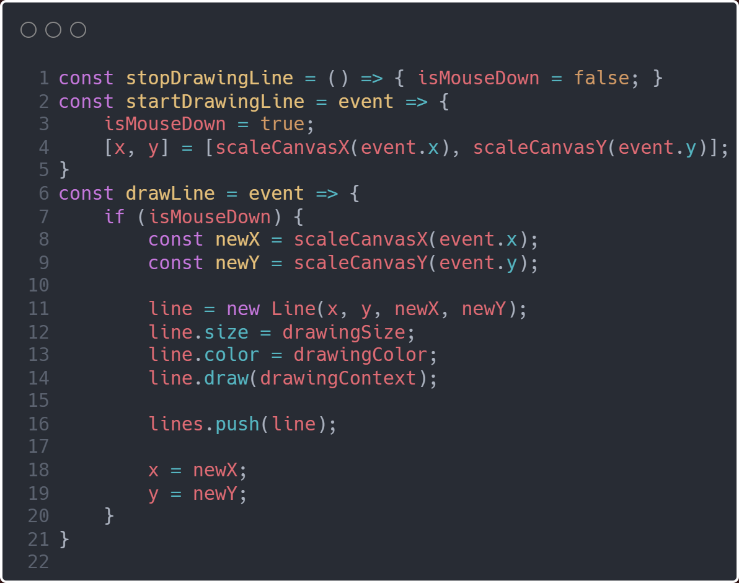 1 const stopDrawingLine = () => { isMouseDown = false; }
2 const startDrawingLine = event => {
3     isMouseDown = true;
4     [x, y] = [scaleCanvasX(event.x), scaleCanvasY(event.y)];
5 }
6 const drawLine = event => {
7     if (isMouseDown) {
8         const newX = scaleCanvasX(event.x);
9         const newY = scaleCanvasY(event.y);
10
11         line = new Line(x, y, newX, newY);
12         line.size = drawingSize;
13         line.color = drawingColor;
14         line.draw(drawingContext);
15
16         lines.push(line);
17
18         x = newX;
19         y = newY;
20     }
21 }
22